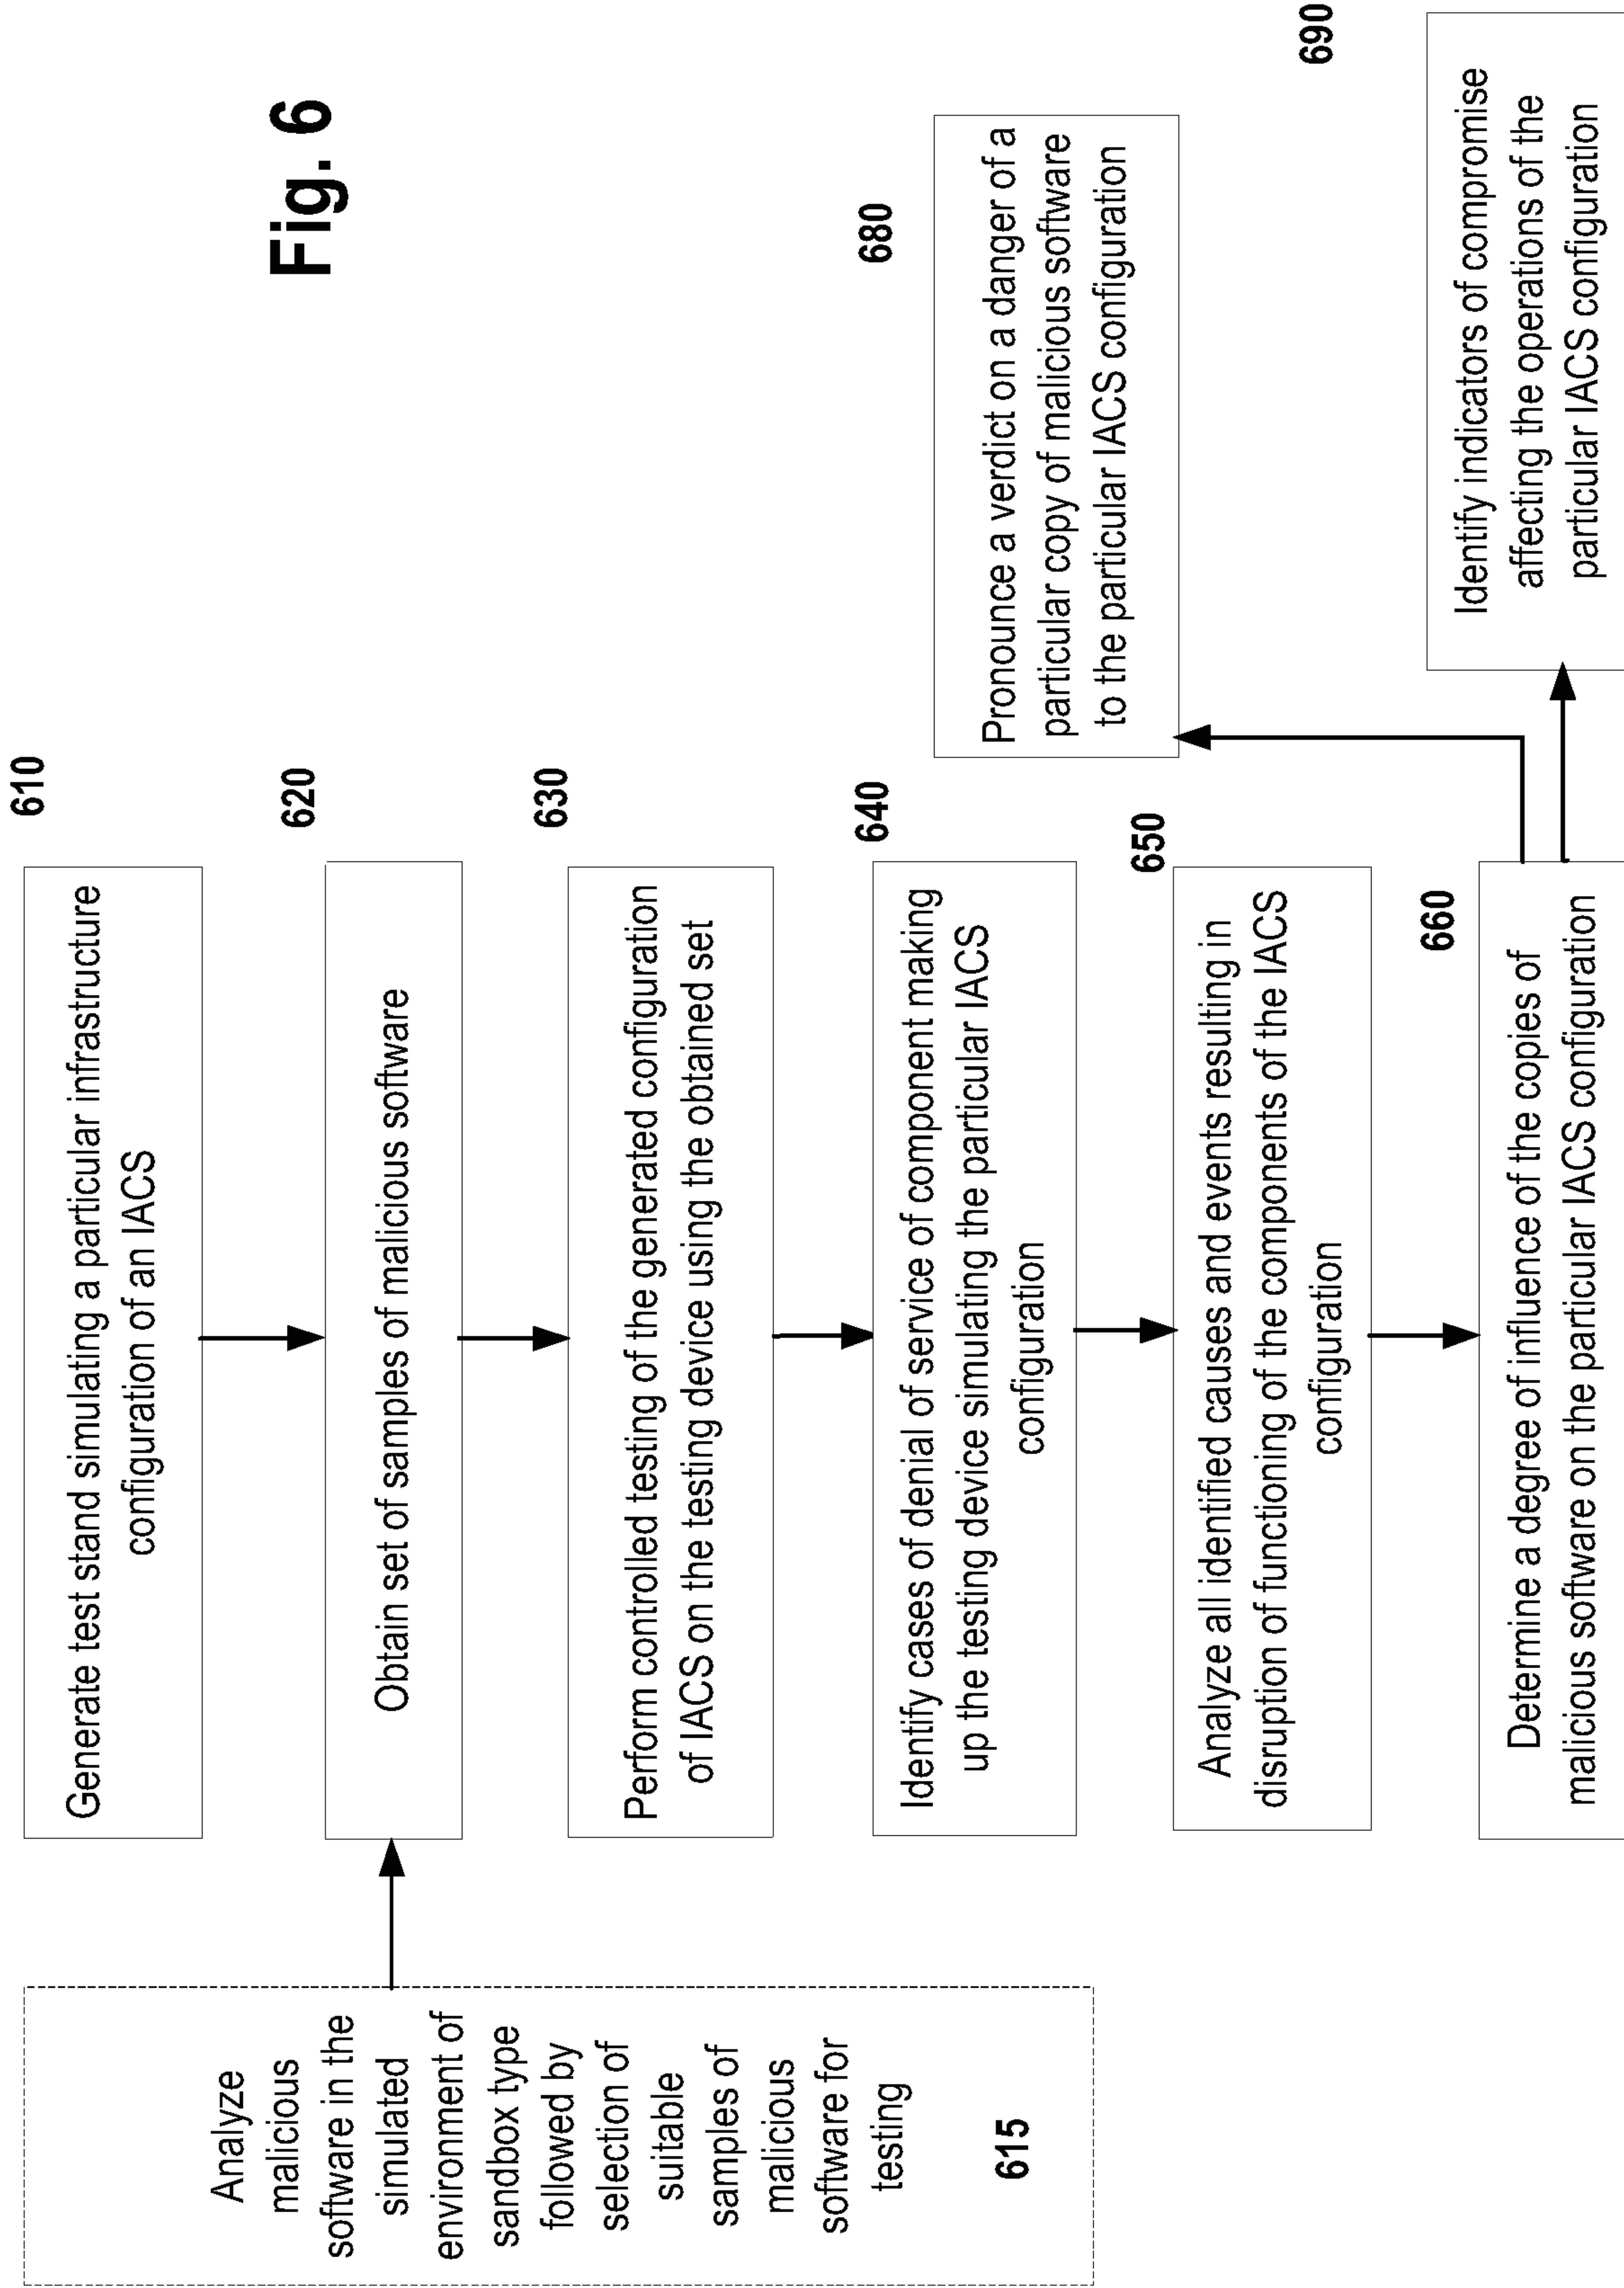 Fig. 6
610
Generate test stand simulating a particular infrastructure
configuration of an IACS
Analyze
malicious
software in the
simulated
environment of
sandbox type
followed by
selection of
suitable
samples of
malicious
software for
testing
615
620
Obtain set of samples of malicious software
630
Perform controlled testing of the generated configuration
of IACS on the testing device using the obtained set
640
Identify cases of denial of service of component making
up the testing device simulating the particular IACS
configuration
650
Analyze all identified causes and events resulting in
disruption of functioning of the components of the IACS
configuration
660
Determine a degree of influence of the copies of
malicious software on the particular IACS configuration
680
Pronounce a verdict on a danger of a
particular copy of malicious software
to the particular IACS configuration
690
Identify indicators of compromise
affecting the operations of the
particular IACS configuration